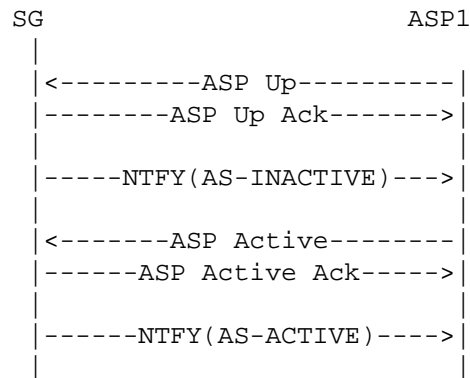 SG                       ASP1
|
|<---------ASP Up----------|
|--------ASP Up Ack------->|
|                          |
|-----NTFY(AS-INACTIVE)--->|
|                          |
|<-------ASP Active--------|
|------ASP Active Ack----->|
|                          |
|------NTFY(AS-ACTIVE)---->|
|                          |